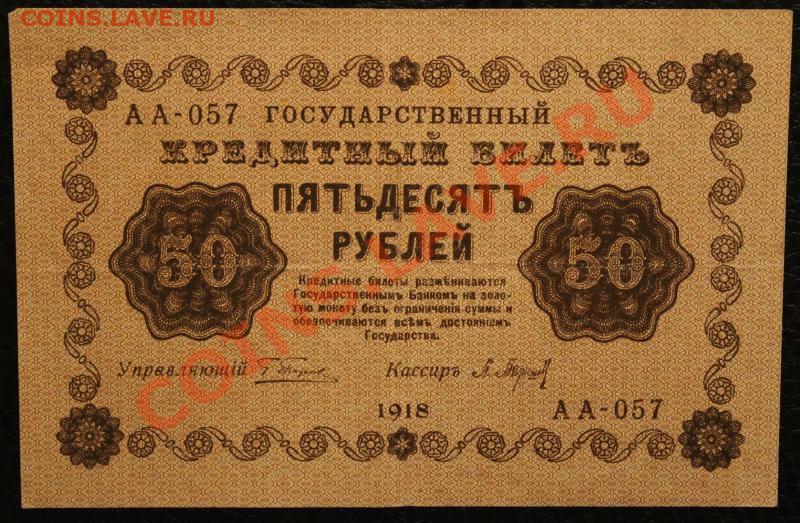 COINS.LAVE.RU
АА-057 ГОСУДАРСТВЕННЫЙ
КРЕДИТНЫЙ БИЛЕТЪ
ПЯТЬДЕСЯТЪ
РУБЛЕЙ
50
50
Кредитные билеты размѣниваются
Государственнымъ Банкомъ на золо-
тую монету безъ ограниченія суммы и
обезпечиваются всѣмъ достояніемъ
Государства.
Управляющій
Кассиръ
1918
АА-057
COINS.LAVE.RU